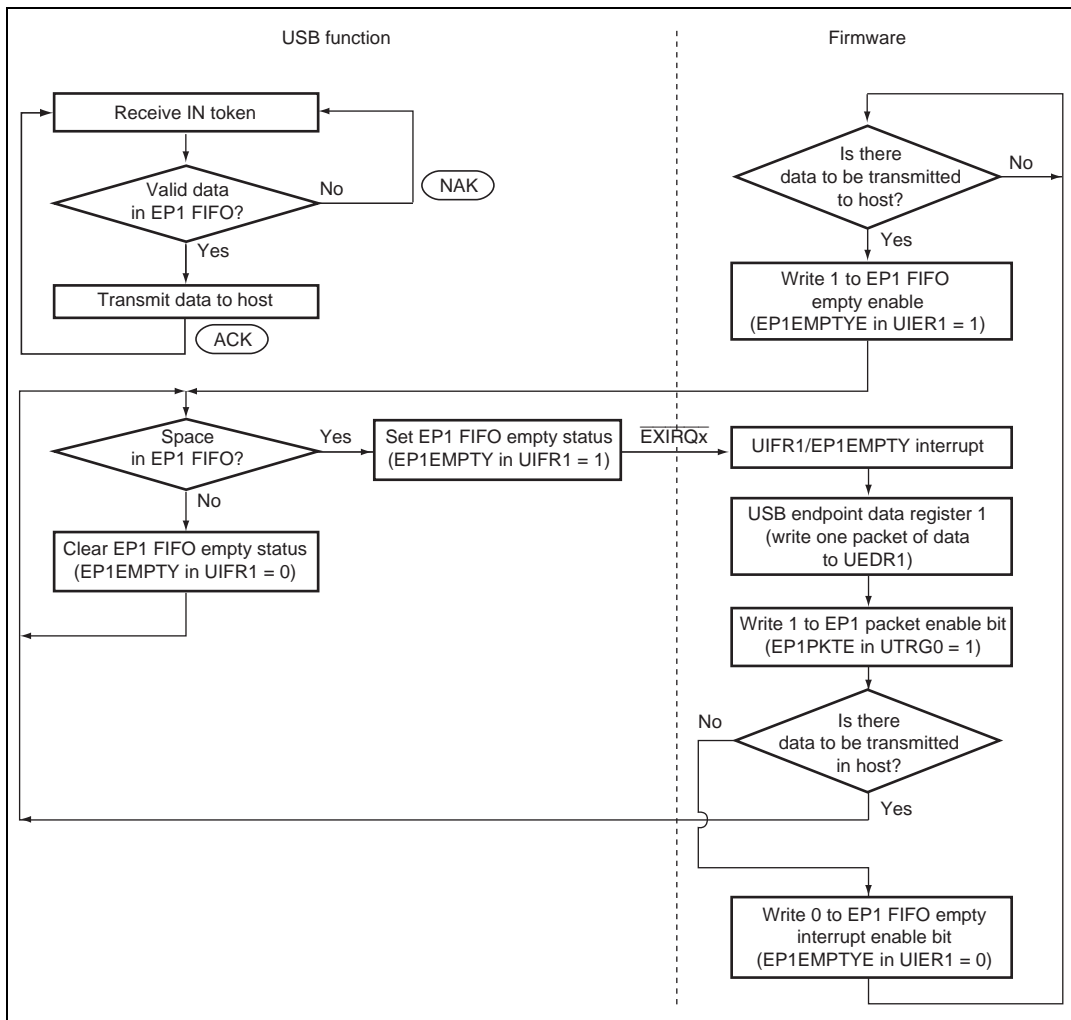 USB function
Firmware
Receive IN token
Valid data
in EP1 FIFO?
No
NAK
Yes
Transmit data to host
ACK
Is there
data to be transmitted
to host?
No
Yes
Write 1 to EP1 FIFO
empty enable
(EP1EMPTYE in UIER1 = 1)
Space
in EP1 FIFO?
Yes
Set EP1 FIFO empty status
(EP1EMPTY in UIFR1 = 1)
EXIRQx
UIFR1/EP1EMPTY interrupt
No
Clear EP1 FIFO empty status
(EP1EMPTY in UIFR1 = 0)
USB endpoint data register 1
(write one packet of data
to UEDR1)
Write 1 to EP1 packet enable bit
(EP1PKTE in UTRG0 = 1)
No
Is there
data to be transmitted
in host?
Yes
Write 0 to EP1 FIFO empty
interrupt enable bit
(EP1EMPTYE in UIER1 = 0)